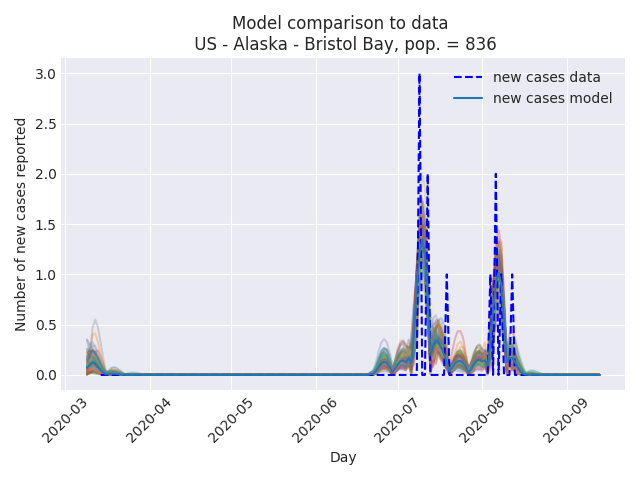 Model comparison to data
US - Alaska - Bristol Bay, pop. = 836
new cases data
new cases model
Number of new cases reported
3.0
2.5
2.0
1.5
1.0
0.5
0.0
2020-03
2020-04
2020-05
2020-06
2020-07
2020-08
2020-09
Day